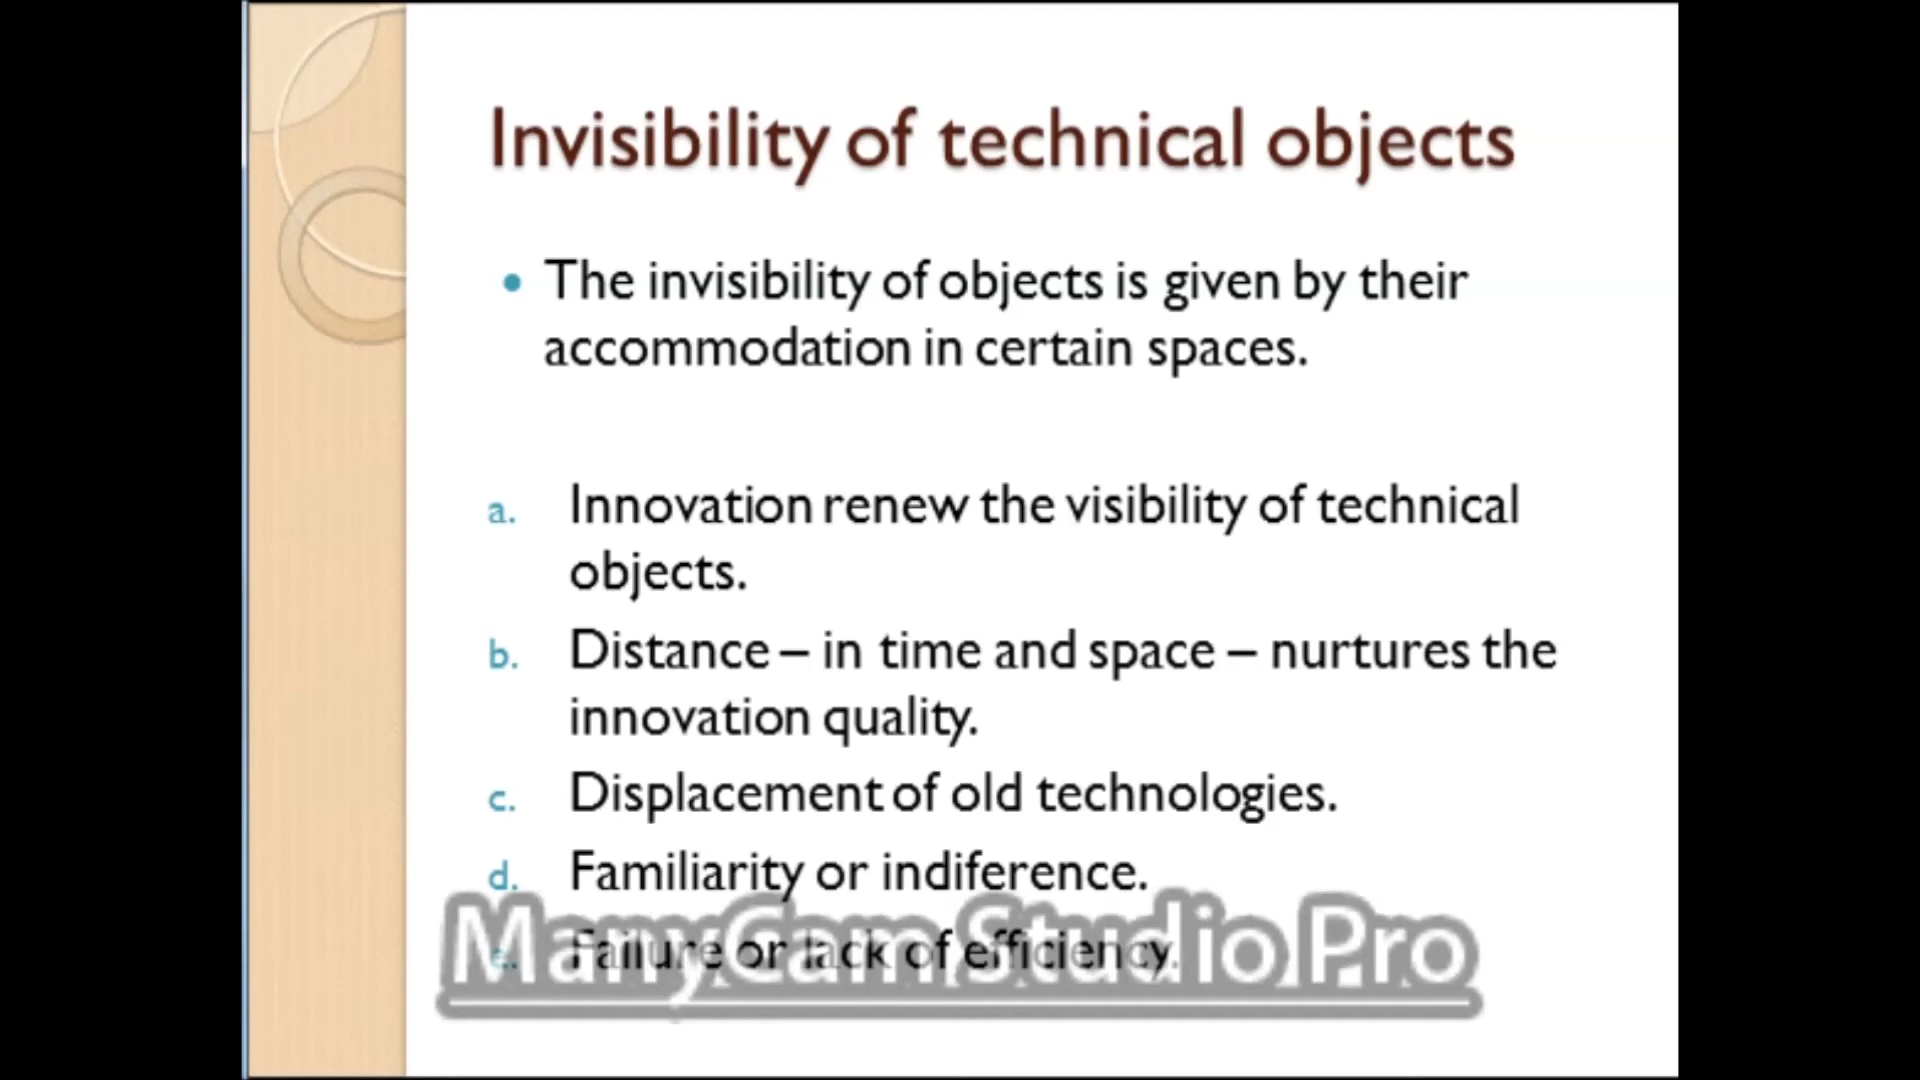 Invisibility of technical objects
• The invisibility of objects is given by their
accommodation in certain spaces.
a. Innovation renew the visibility of technical
objects.
b. Distance – in time and space – nurtures the
innovation quality.
c. Displacement of old technologies.
d. Familiarity or indiference.
e. Failure or lack of efficiency.
ManyCam Studio Pro